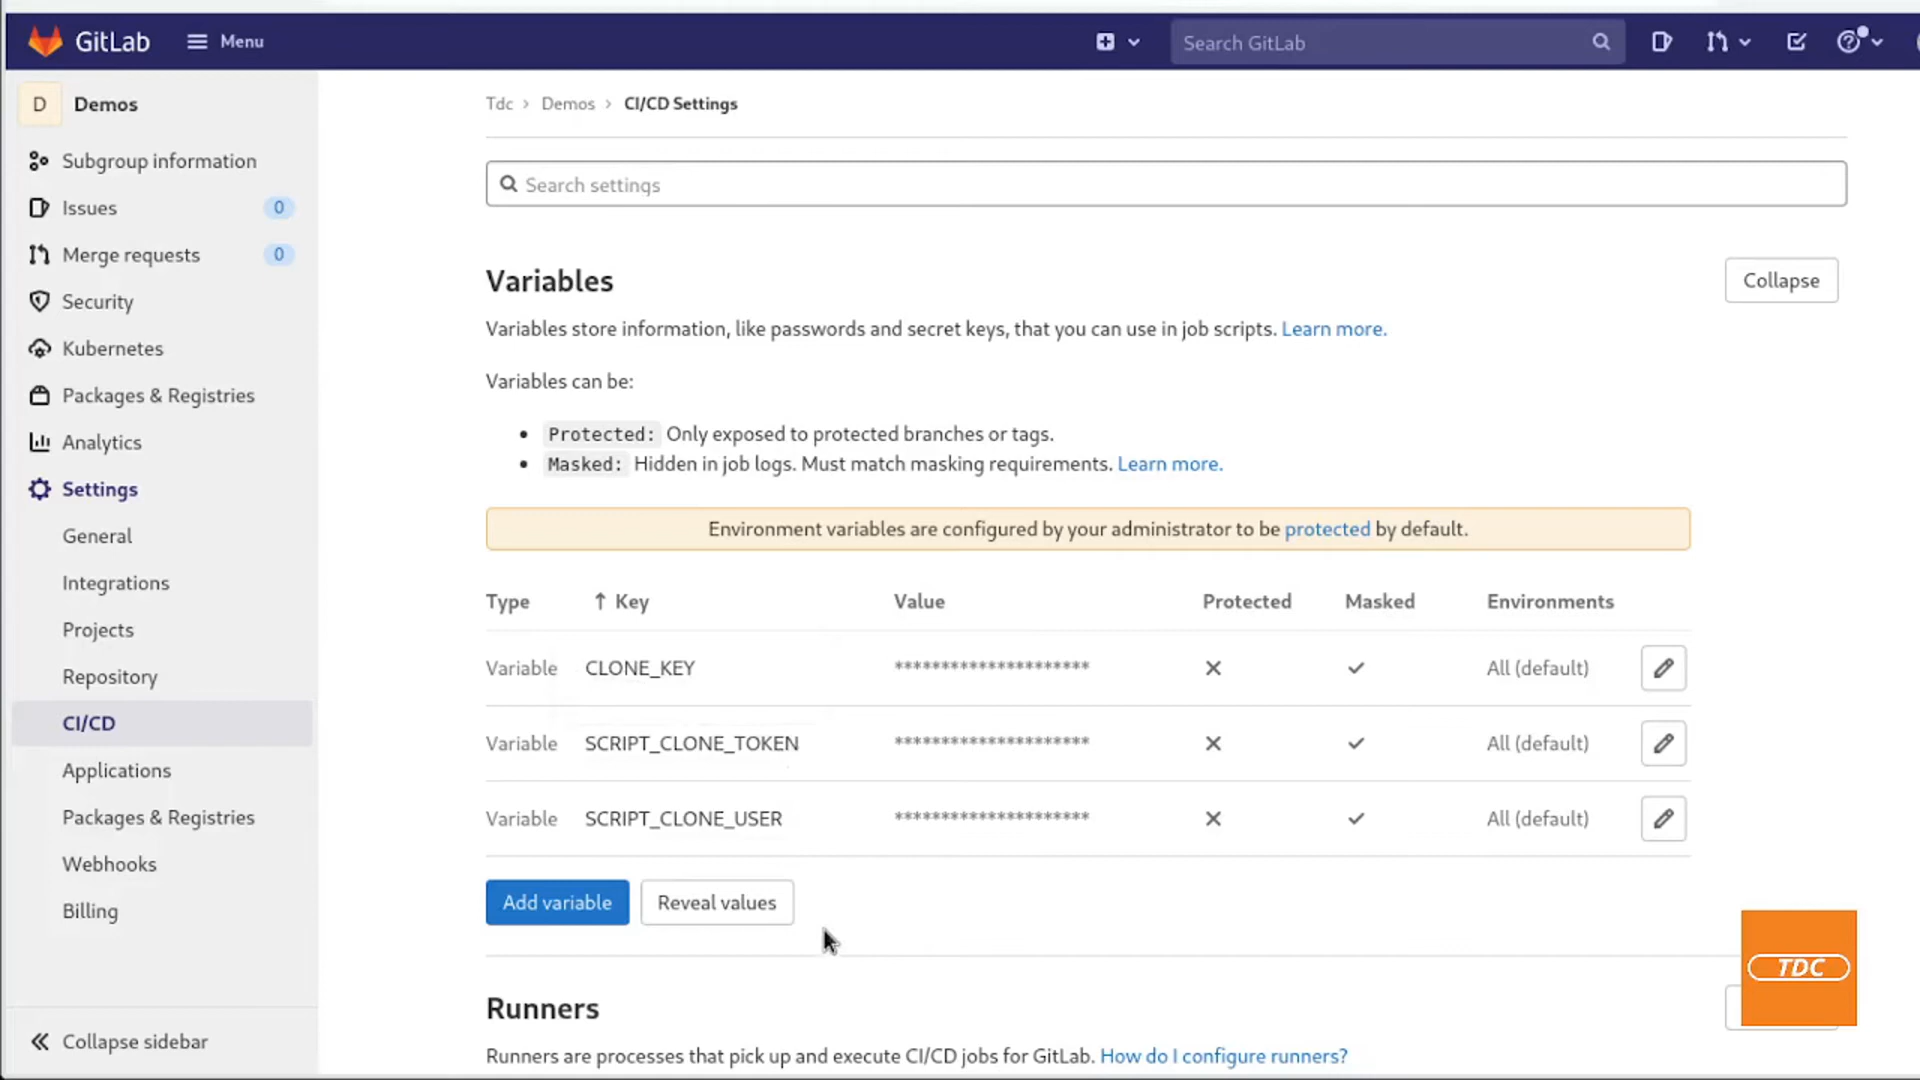 GitLab
Menu
Search GitLab
D Demos
Subgroup information
Issues 0
Merge requests 0
Security
Kubernetes
Packages & Registries
Analytics
Settings
General
Integrations
Projects
Repository
CI/CD
Applications
Packages & Registries
Webhooks
Billing
Collapse sidebar
Tdc › Demos › CI/CD Settings
Search settings
Variables
Collapse
Variables store information, like passwords and secret keys, that you can use in job scripts. Learn more.
Variables can be:
• Protected: Only exposed to protected branches or tags.
• Masked: Hidden in job logs. Must match masking requirements. Learn more.
Environment variables are configured by your administrator to be protected by default.
Type ↑ Key Value Protected Masked Environments
Variable CLONE_KEY ********************* All (default)
Variable SCRIPT_CLONE_TOKEN ********************* All (default)
Variable SCRIPT_CLONE_USER ********************* All (default)
Add variable Reveal values
TDC
Runners
Runners are processes that pick up and execute CI/CD jobs for GitLab. How do I configure runners?